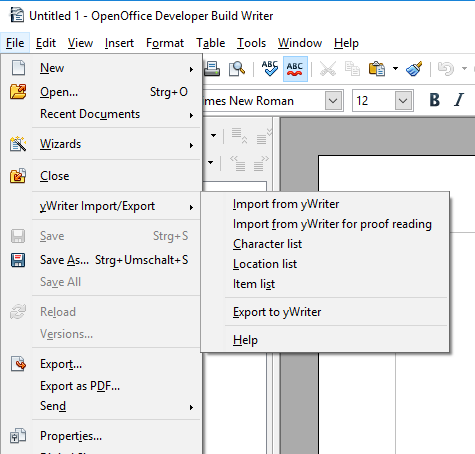 Untitled 1 - OpenOffice Developer Build Writer
File Edit View Insert Format Table Tools Window Help
New
Open... Strg+O
Recent Documents
Wizards
Close
yWriter Import/Export
Save Strg+S
Save As... Strg+Umschalt+S
Save All
Reload
Versions...
Export...
Export as PDF...
Send
Properties...
ABC ABC
mes New Roman 12 B I
Import from yWriter
Import from yWriter for proof reading
Character list
Location list
Item list
Export to yWriter
Help